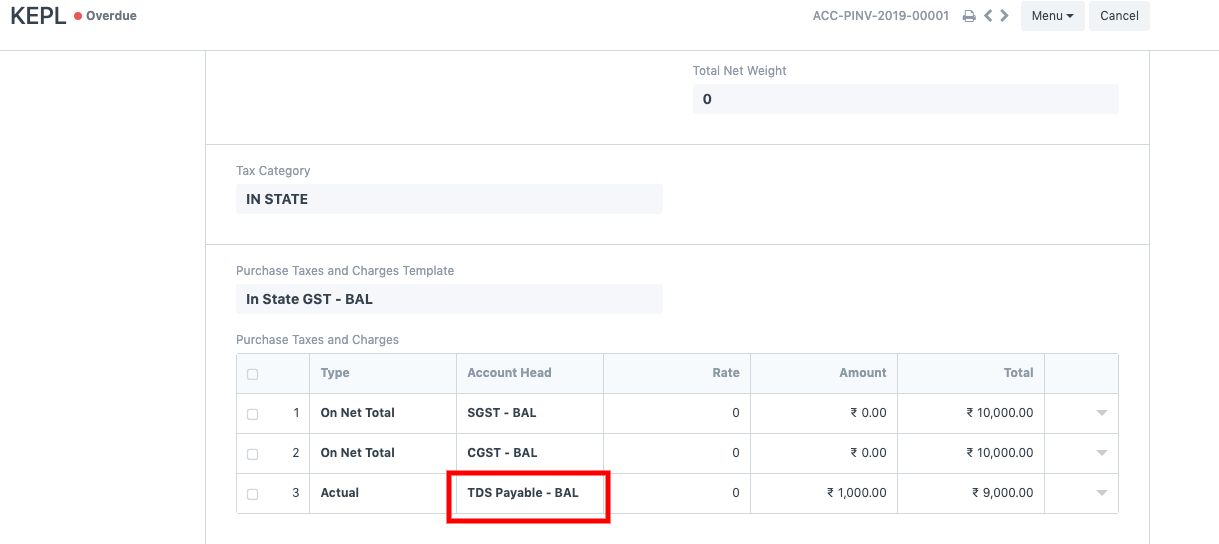 KEPL Overdue ACC-PINV-2019-00001 Menu Cancel
Total Net Weight
0
Tax Category
IN STATE
Purchase Taxes and Charges Template
In State GST - BAL
Purchase Taxes and Charges
Type Account Head Rate Amount Total
1 On Net Total SGST - BAL 0 ₹ 0.00 ₹ 10,000.00
2 On Net Total CGST - BAL 0 ₹ 0.00 ₹ 10,000.00
3 Actual TDS Payable - BAL 0 ₹ 1,000.00 ₹ 9,000.00